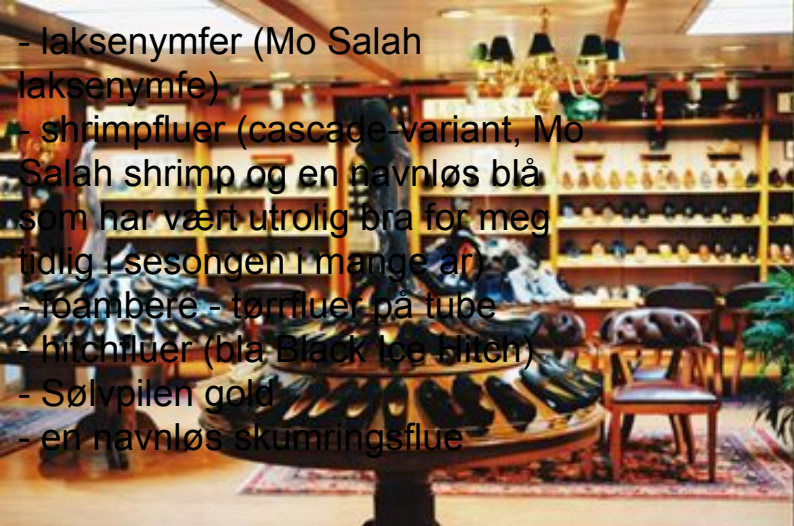 - laksenymfer (Mo Salah
laksenymfe)
- shrimpfluer (cascade-variant, Mo
Salah shrimp og en navnløs blå
som har vært utrolig bra for meg
tidlig i sesongen i mange år)
- foambere - tørrfluer på tube
- hitchfluer (bla Black Ice Hitch)
- Sølvpilen gold
- en navnløs skumringsflue